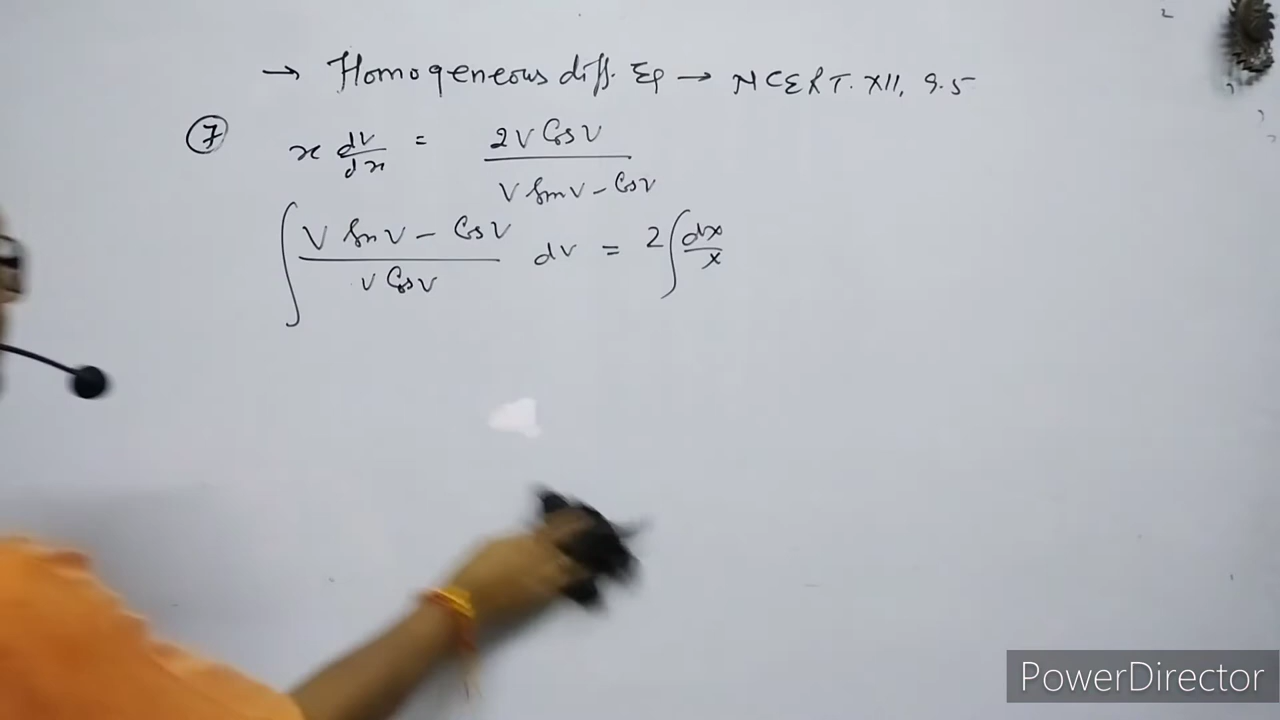 → Homogeneous diff. Eq → NCERT. XII, 9.5
⑦ x dv/dx = 2v Cos v / v Sin v - Cos v
∫ v Sin v - Cos v / v Cos v dv = 2 ∫ dx/x
PowerDirector